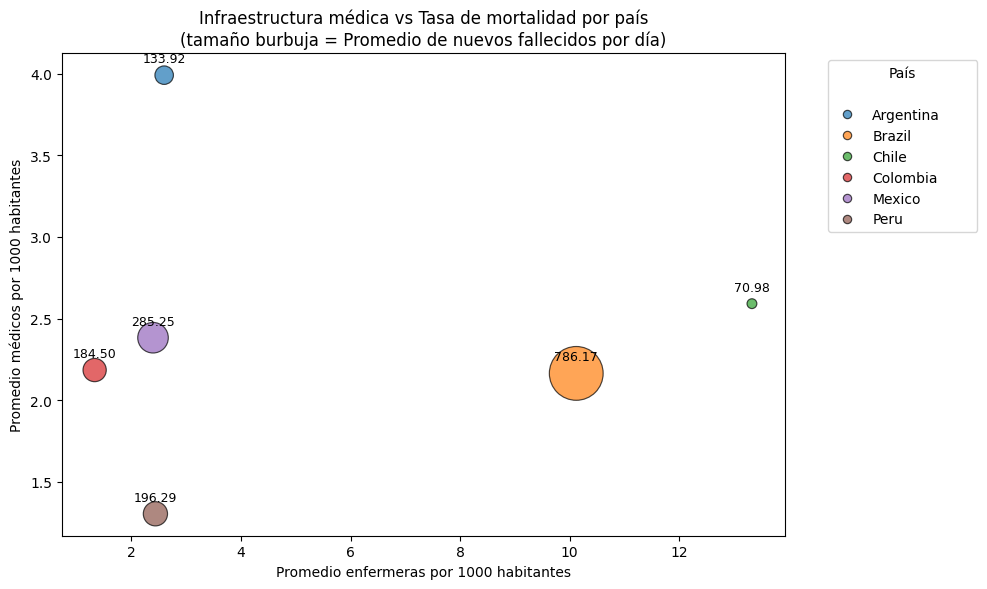 Infraestructura médica vs Tasa de mortalidad por país
(tamaño burbuja = Promedio de nuevos fallecidos por día)
133.92
285.25
184.50
196.29
786.17
70.98
4.0
3.5
3.0
2.5
2.0
1.5
Promedio médicos por 1000 habitantes
2
4
6
8
10
12
Promedio enfermeras por 1000 habitantes
País
Argentina
Brazil
Chile
Colombia
Mexico
Peru